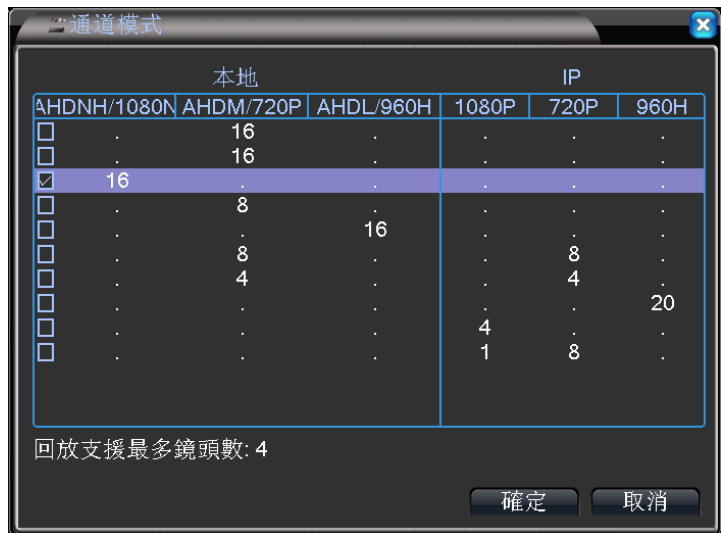 通道模式
本地 IP
AHDNH/1080N AHDM/720P AHDL/960H 1080P 720P 960H
. 16 . . . .
. 16 . . . .
16 . . . . .
. 8 . . . .
. . 16 . . .
. 8 . . 8 .
. 4 . . 4 .
. . . . . 20
. . . 4 . .
. . . 1 8 .
回放支援最多鏡頭數: 4
確定 取消